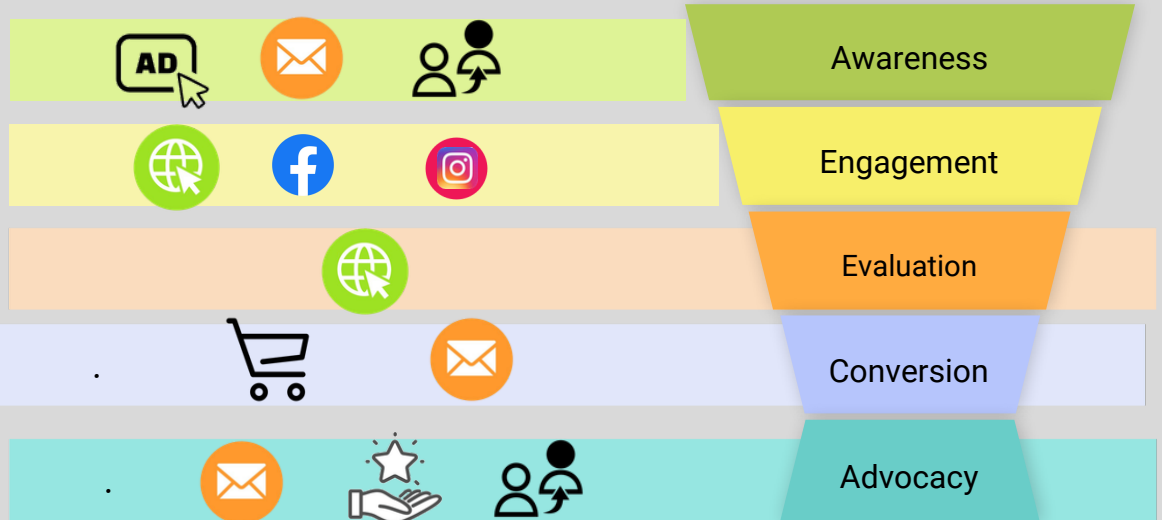 AD
Awareness
Engagement
Evaluation
.
Conversion
.
Advocacy